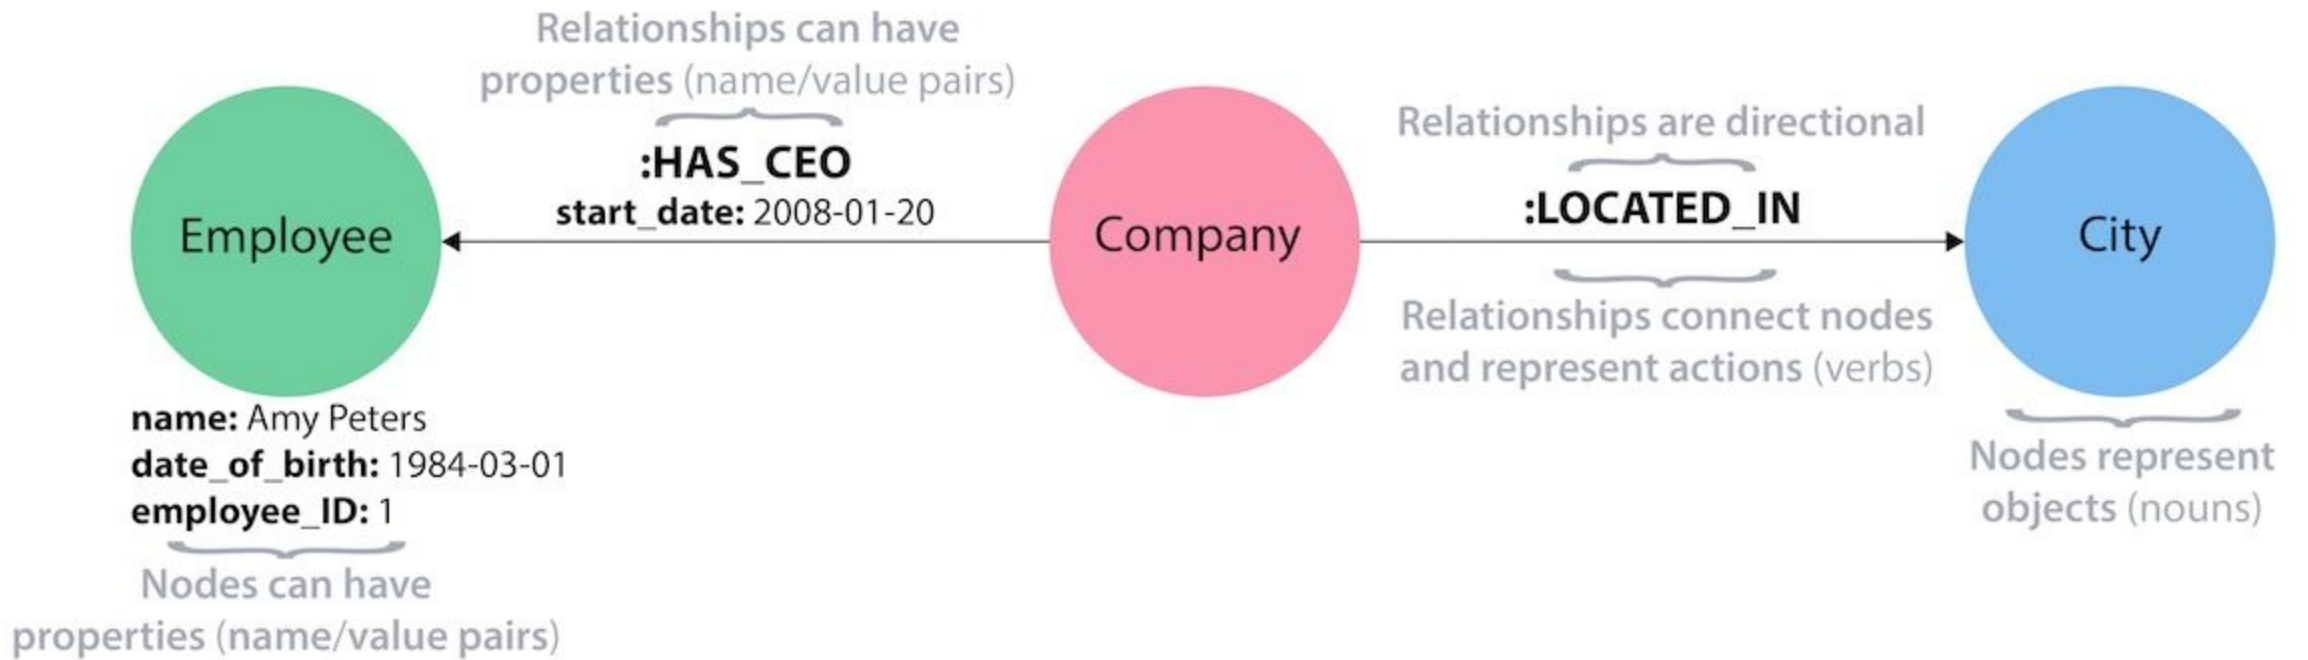 Relationships can have
properties (name/value pairs)
:HAS_CEO
start_date: 2008-01-20
Employee
Company
Relationships are directional
:LOCATED_IN
City
Relationships connect nodes
and represent actions (verbs)
name: Amy Peters
date_of_birth: 1984-03-01
employee_ID: 1
Nodes can have
properties (name/value pairs)
Nodes represent
objects (nouns)